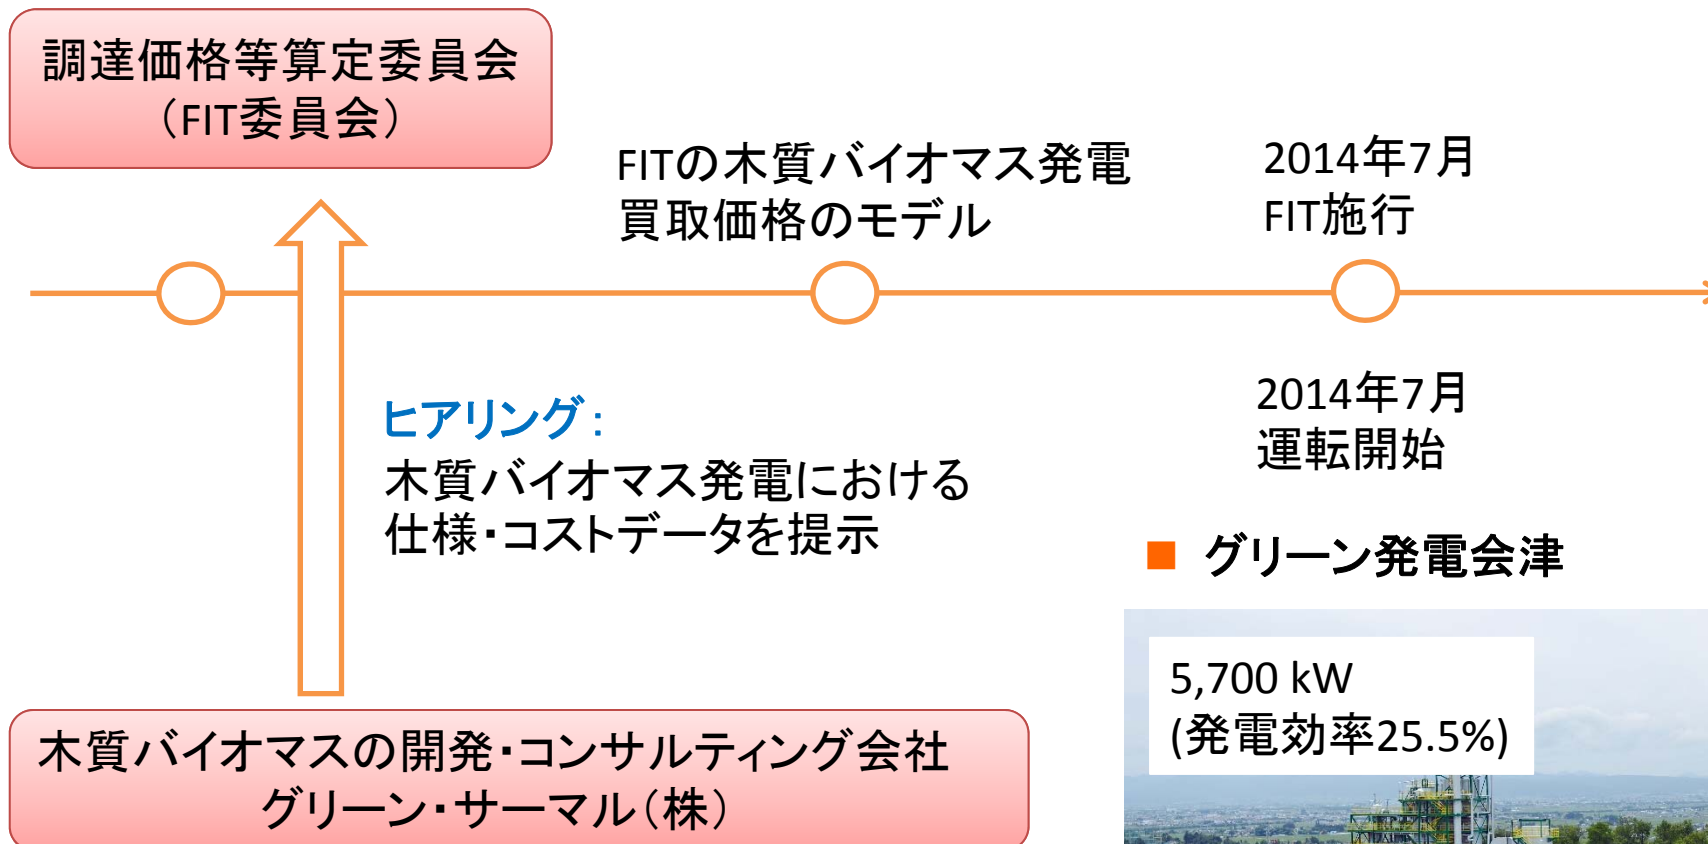 調達価格等算定委員会
（FIT委員会）
FITの木質バイオマス発電
買取価格のモデル
2014年7月
FIT施行
ヒアリング：
木質バイオマス発電における
仕様・コストデータを提示
2014年7月
運転開始
■ グリーン発電会津
5,700 kW
(発電効率25.5%)
木質バイオマスの開発・コンサルティング会社
グリーン・サーマル（株）